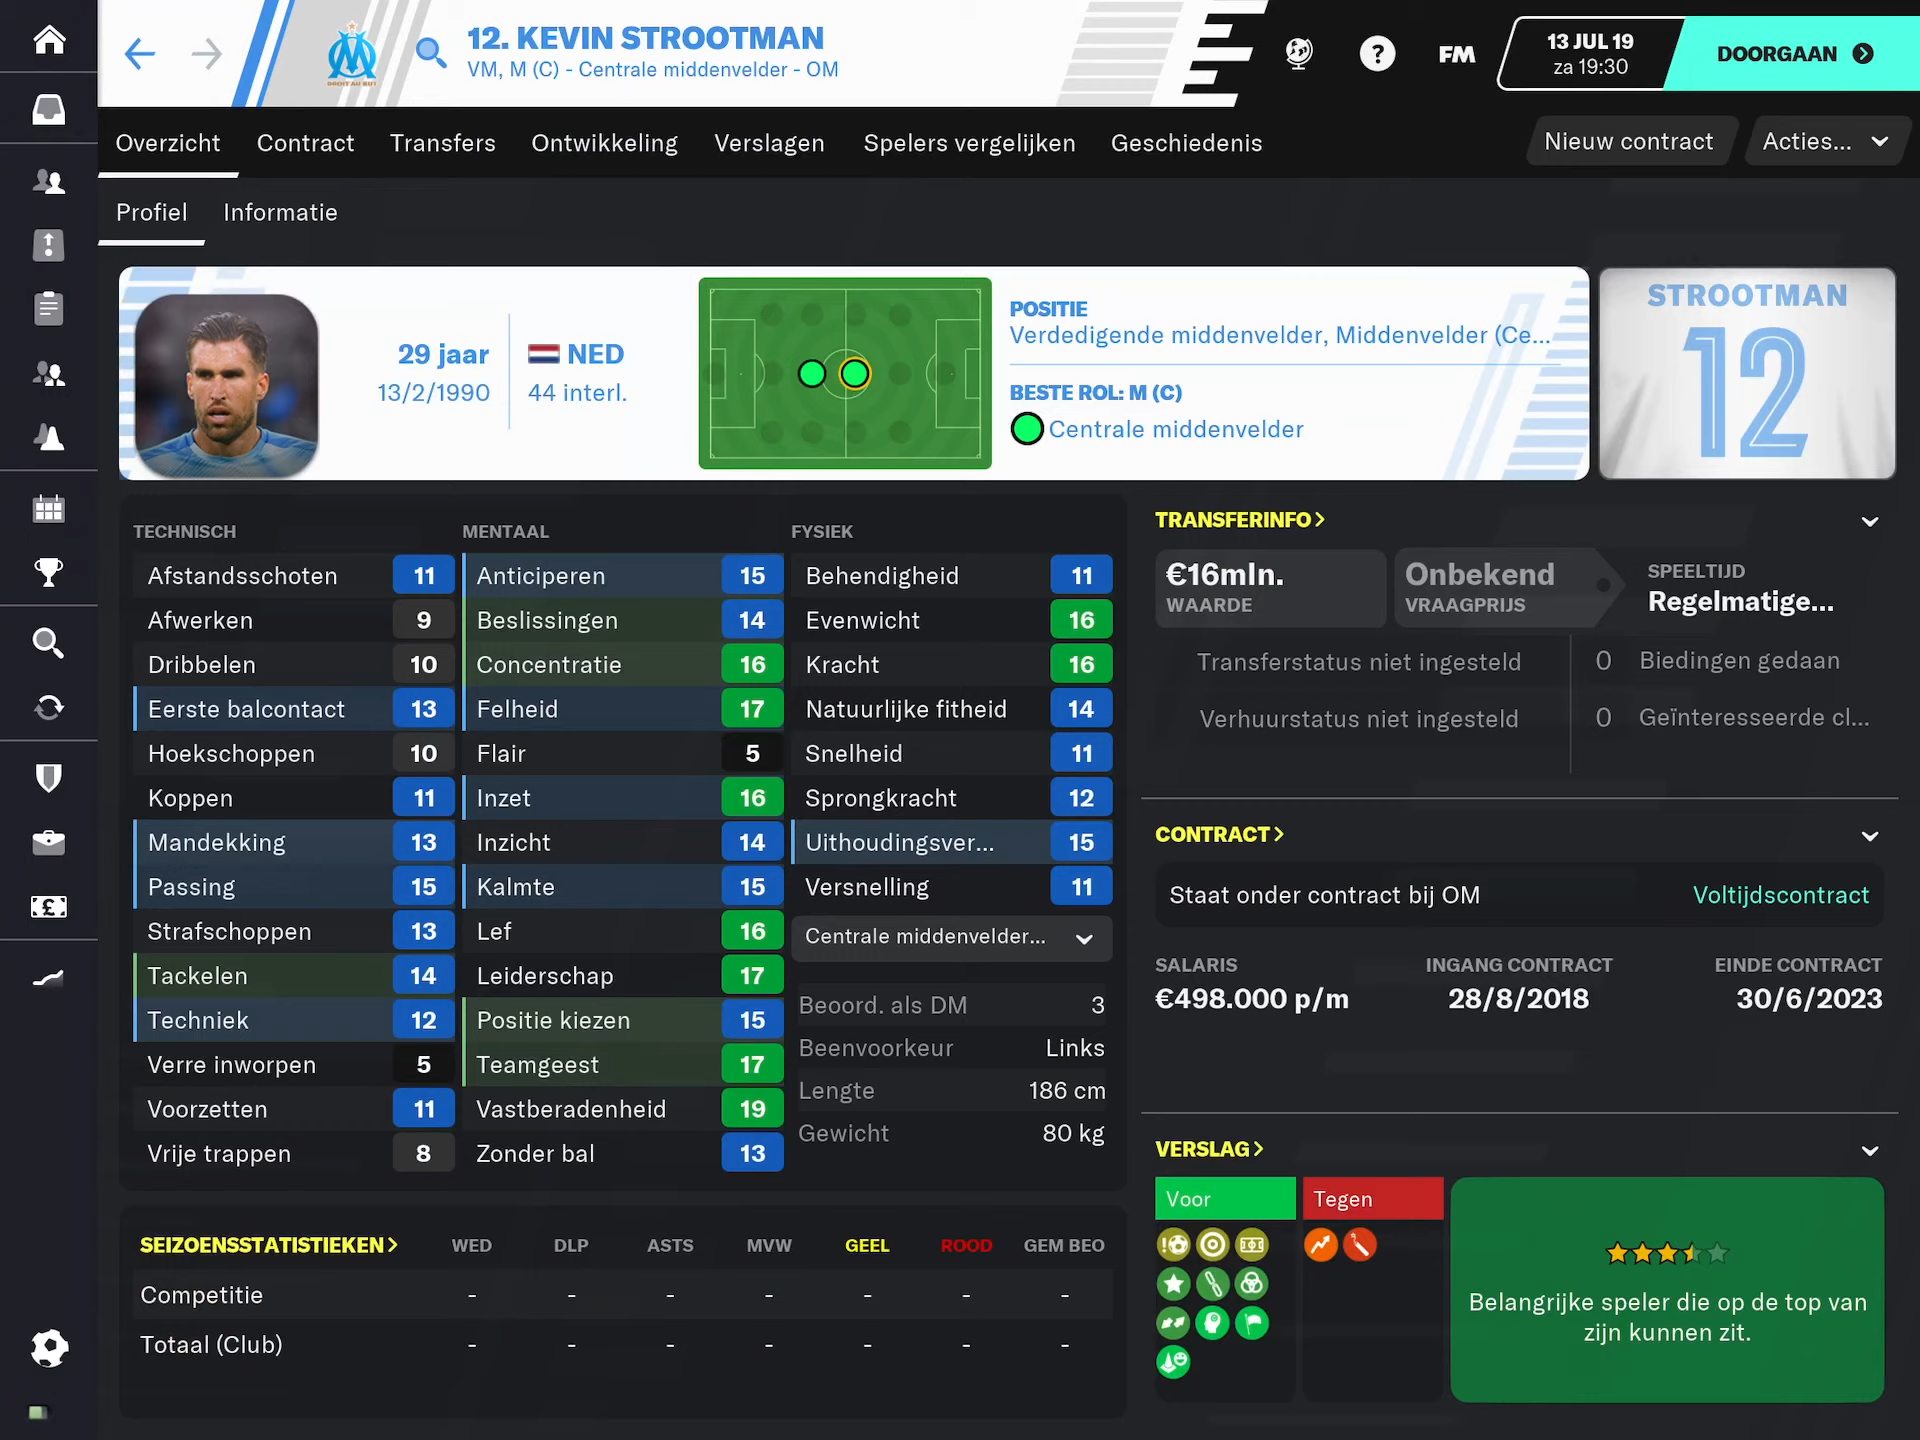 12. KEVIN STROOTMAN
VM, M (C) - Centrale middenvelder - OM
DROIT AU BUT
FM
13 JUL 19
za 19:30
DOORGAAN
Overzicht
Contract
Transfers
Ontwikkeling
Verslagen
Spelers vergelijken
Geschiedenis
Nieuw contract
Acties...
Profiel
Informatie
29 jaar
13/2/1990
NED
44 interl.
POSITIE
Verdedigende middenvelder, Middenvelder (Ce...
BESTE ROL: M (C)
Centrale middenvelder
STROOTMAN
12
TECHNISCH
Afstandsschoten 11
Afwerken 9
Dribbelen 10
Eerste balcontact 13
Hoekschoppen 10
Koppen 11
Mandekking 13
Passing 15
Strafschoppen 13
Tackelen 14
Techniek 12
Verre inworpen 5
Voorzetten 11
Vrije trappen 8
MENTAAL
Anticiperen 15
Beslissingen 14
Concentratie 16
Felheid 17
Flair 5
Inzet 16
Inzicht 14
Kalmte 15
Lef 16
Leiderschap 17
Positie kiezen 15
Teamgeest 17
Vastberadenheid 19
Zonder bal 13
FYSIEK
Behendigheid 11
Evenwicht 16
Kracht 16
Natuurlijke fitheid 14
Snelheid 11
Sprongkracht 12
Uithoudingsver... 15
Versnelling 11
Centrale middenvelder...
Beoord. als DM 3
Beenvoorkeur Links
Lengte 186 cm
Gewicht 80 kg
TRANSFERINFO
€16mln.
WAARDE
Onbekend
VRAAGPRIJS
SPEELTIJD
Regelmatige...
Transferstatus niet ingesteld
Verhuurstatus niet ingesteld
0 Biedingen gedaan
0 Geïnteresseerde cl...
CONTRACT
Staat onder contract bij OM
Voltijdscontract
SALARIS
€498.000 p/m
INGANG CONTRACT
28/8/2018
EINDE CONTRACT
30/6/2023
VERSLAG
Voor
Tegen
Belangrijke speler die op de top van
zijn kunnen zit.
SEIZOENSSTATISTIEKEN WED DLP ASTS MVW GEEL ROOD GEM BEO
Competitie - - - - - - -
Totaal (Club) - - - - - - -